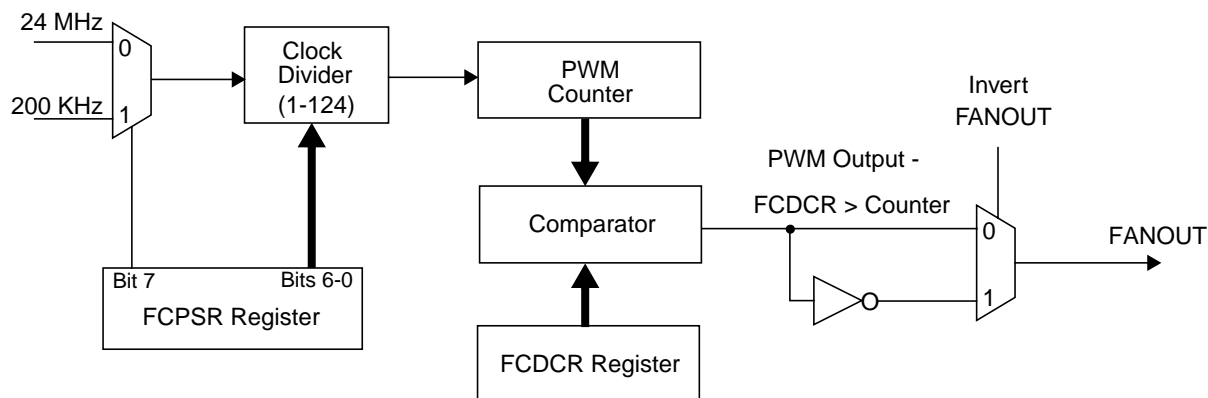 24 MHz
0
200 KHz
1
Clock
Divider
(1-124)
PWM
Counter
Invert
FANOUT
PWM Output -
FCDCR > Counter
Comparator
0
1
FANOUT
Bit 7
Bits 6-0
FCPSR Register
FCDCR Register